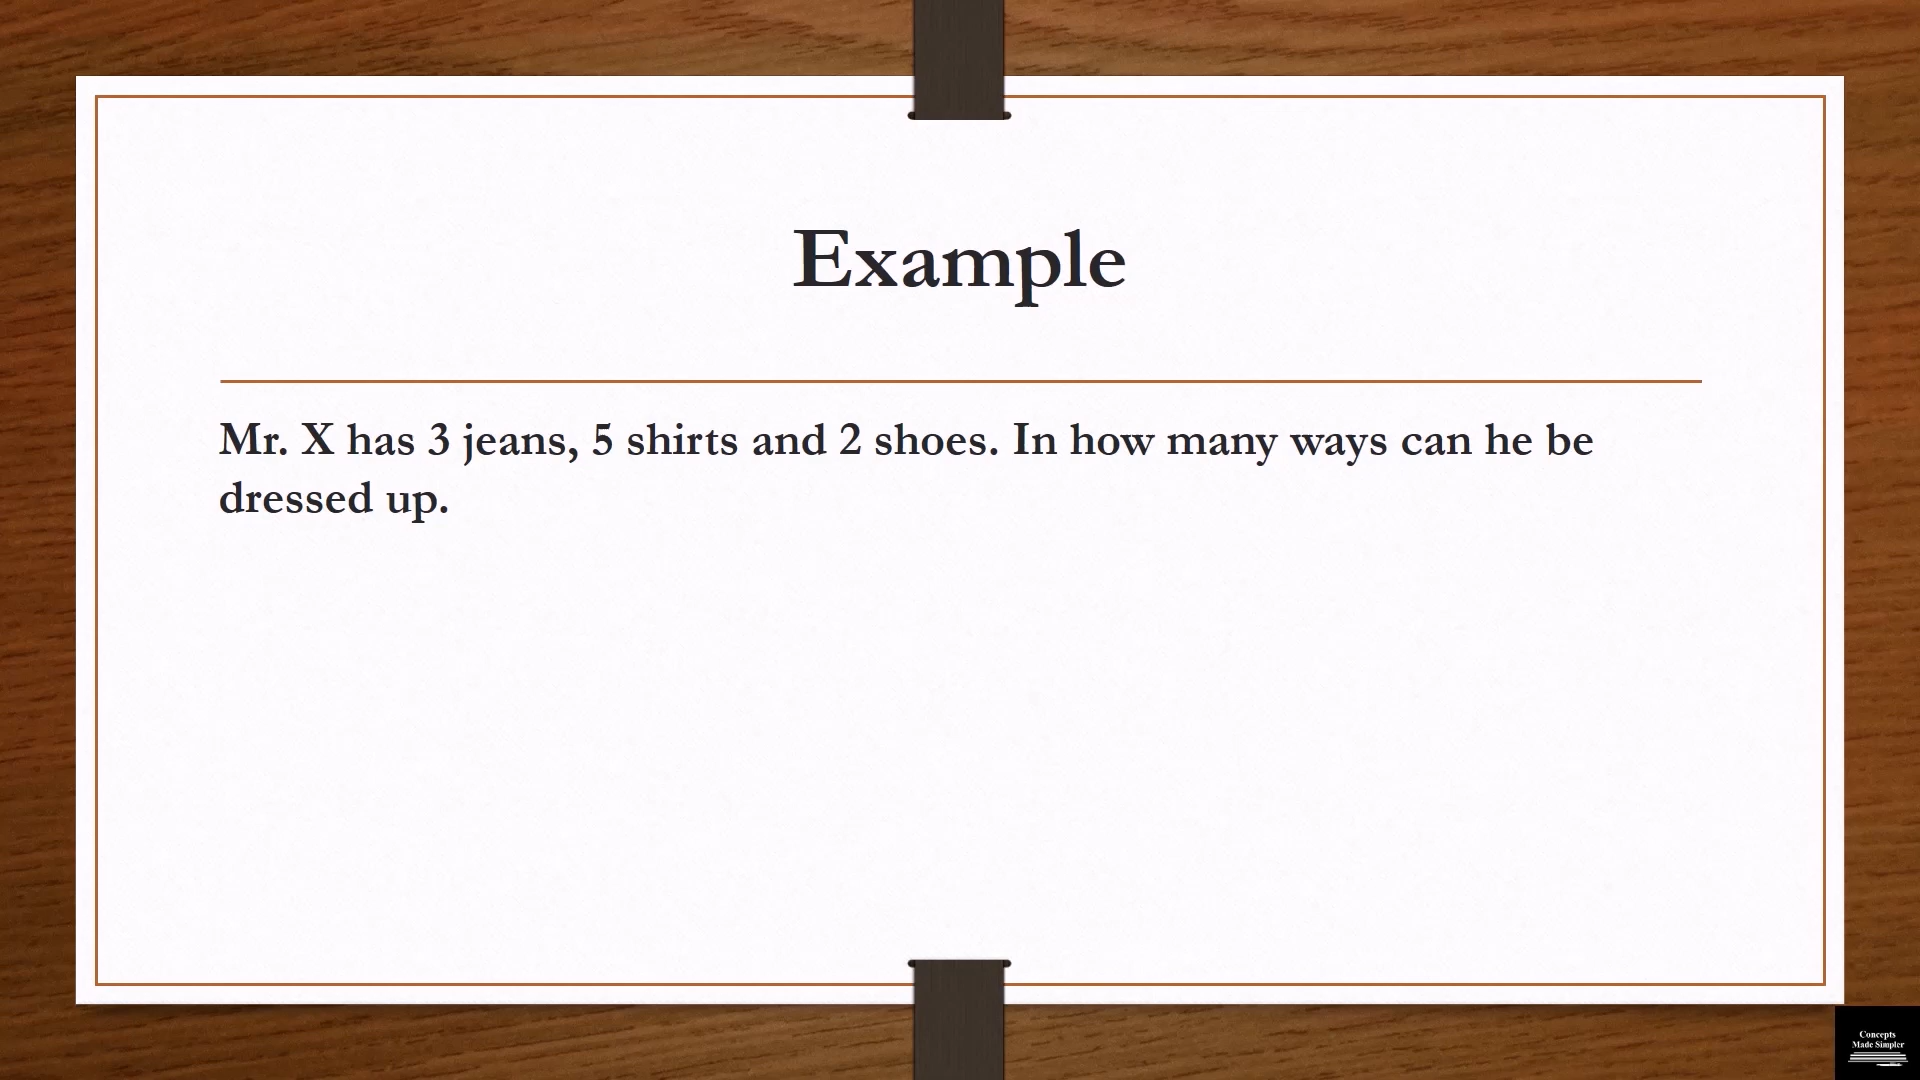 Example
Mr. X has 3 jeans, 5 shirts and 2 shoes. In how many ways can he be
dressed up.
Concepts
Made Simpler